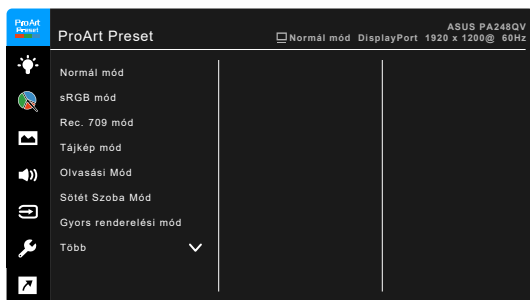 ProArt
Preset
ProArt Preset
ASUS PA248QV
Normál mód DisplayPort 1920 x 1200@ 60Hz
Normál mód
sRGB mód
Rec. 709 mód
Tájkép mód
Olvasási Mód
Sötét Szoba Mód
Gyors renderelési mód
Több